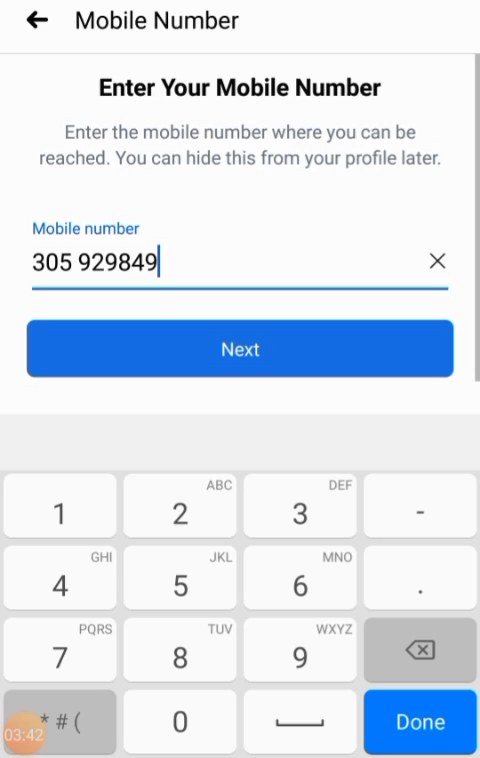 Mobile Number
Enter Your Mobile Number
Enter the mobile number where you can be
reached. You can hide this from your profile later.
Mobile number
305 929849
Next
1
ABC
2
DEF
3
-
GHI
4
JKL
5
MNO
6
.
PQRS
7
TUV
8
WXYZ
9
* # (
0
Done
03:42